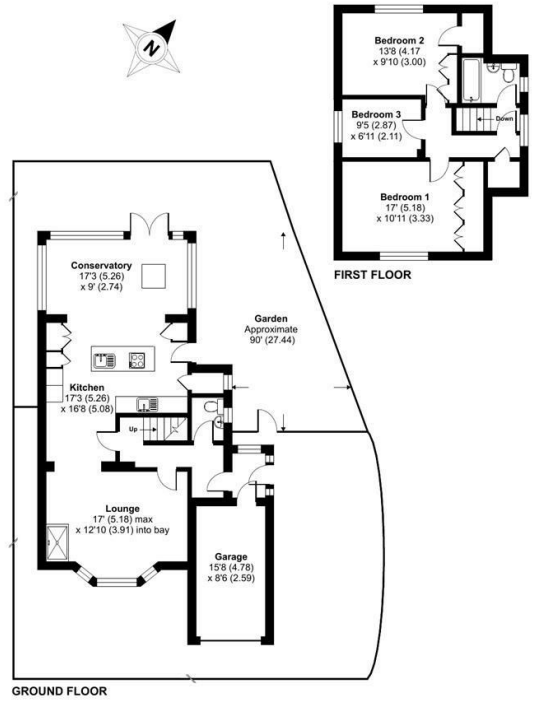 N
Bedroom 2
13'8 (4.17
x 9'10 (3.00)
Bedroom 3
9'5 (2.87)
x 6'11 (2.11)
Down
Bedroom 1
17' (5.18)
x 10'11 (3.33)
FIRST FLOOR
Conservatory
17'3 (5.26)
x 9' (2.74)
Garden
Approximate
90' (27.44)
Kitchen
17'3 (5.26)
x 16'8 (5.08)
Up
Lounge
17' (5.18) max
x 12'10 (3.91) into bay
Garage
15'8 (4.78)
x 8'6 (2.59)
GROUND FLOOR